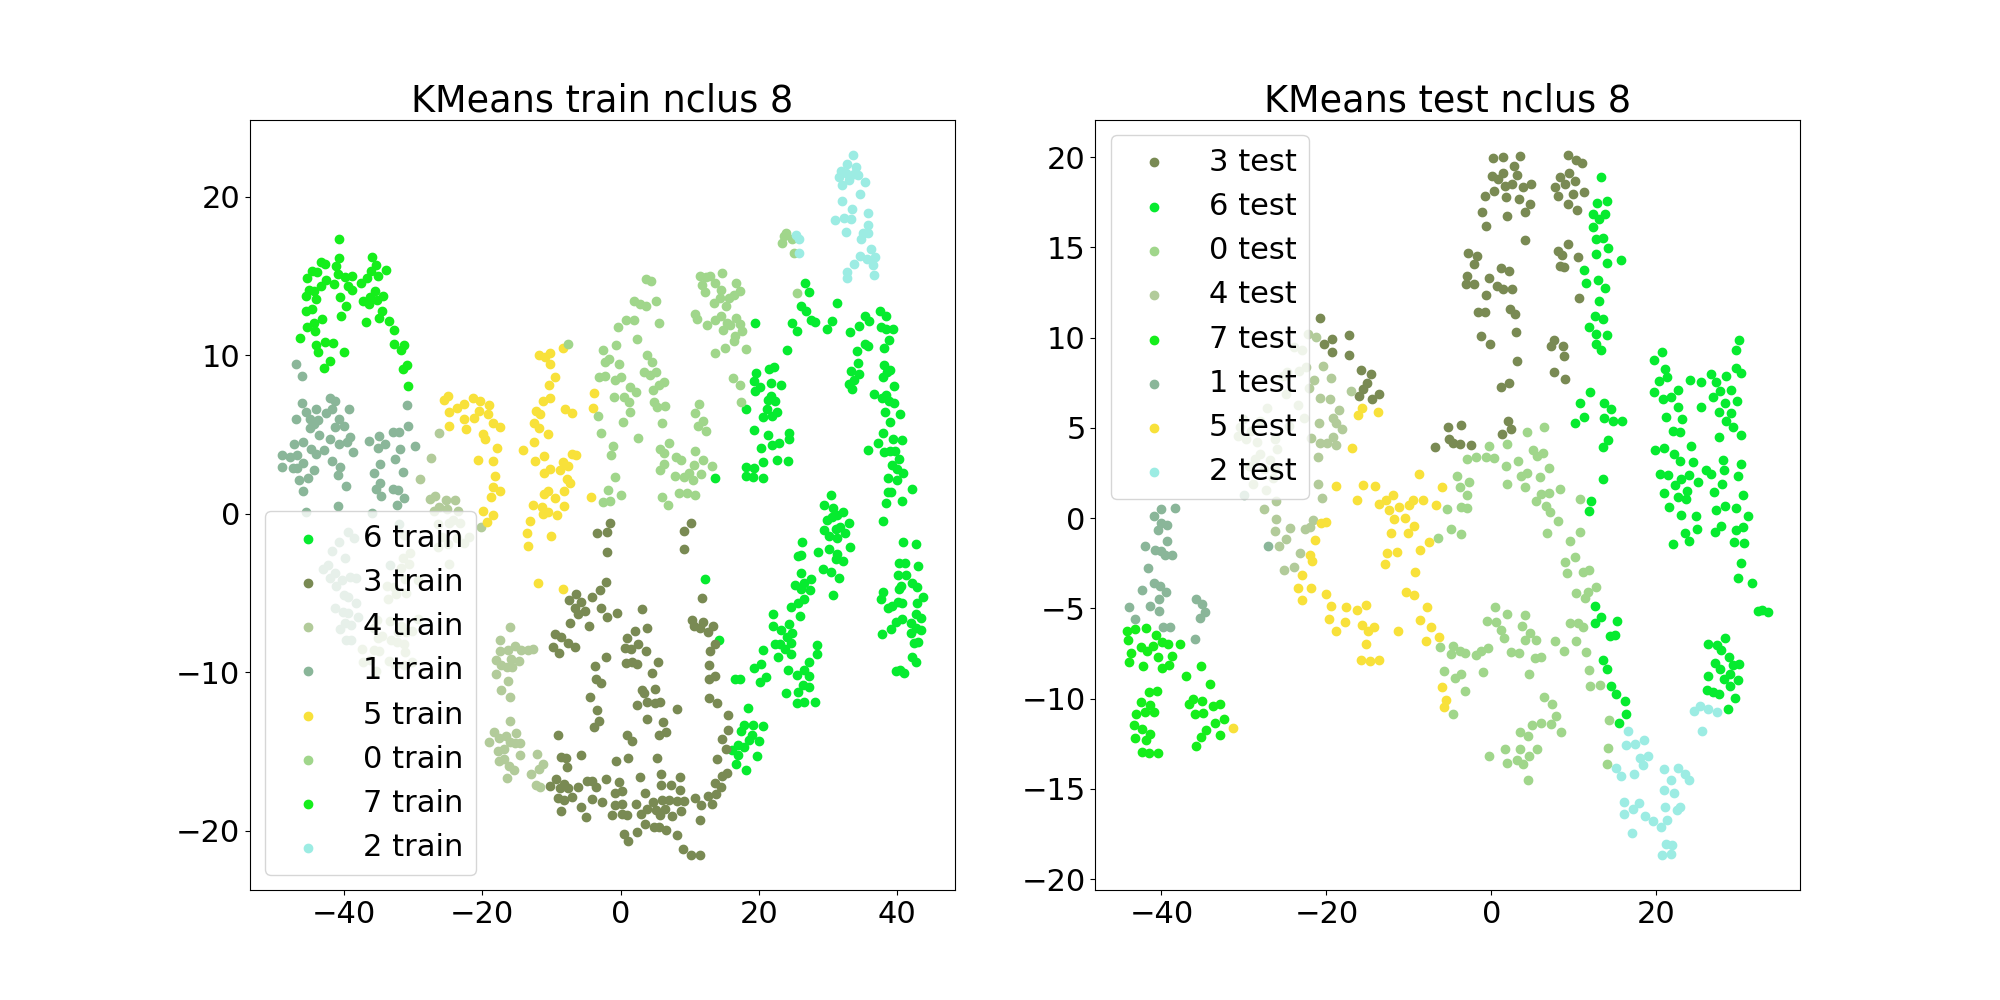 KMeans train nclus 8
20
10
0
−10
−20
−40
−20
0
20
40
6 train
3 train
4 train
1 train
5 train
0 train
7 train
2 train
KMeans test nclus 8
20
15
10
5
0
−5
−10
−15
−20
−40
−20
0
20
3 test
6 test
0 test
4 test
7 test
1 test
5 test
2 test